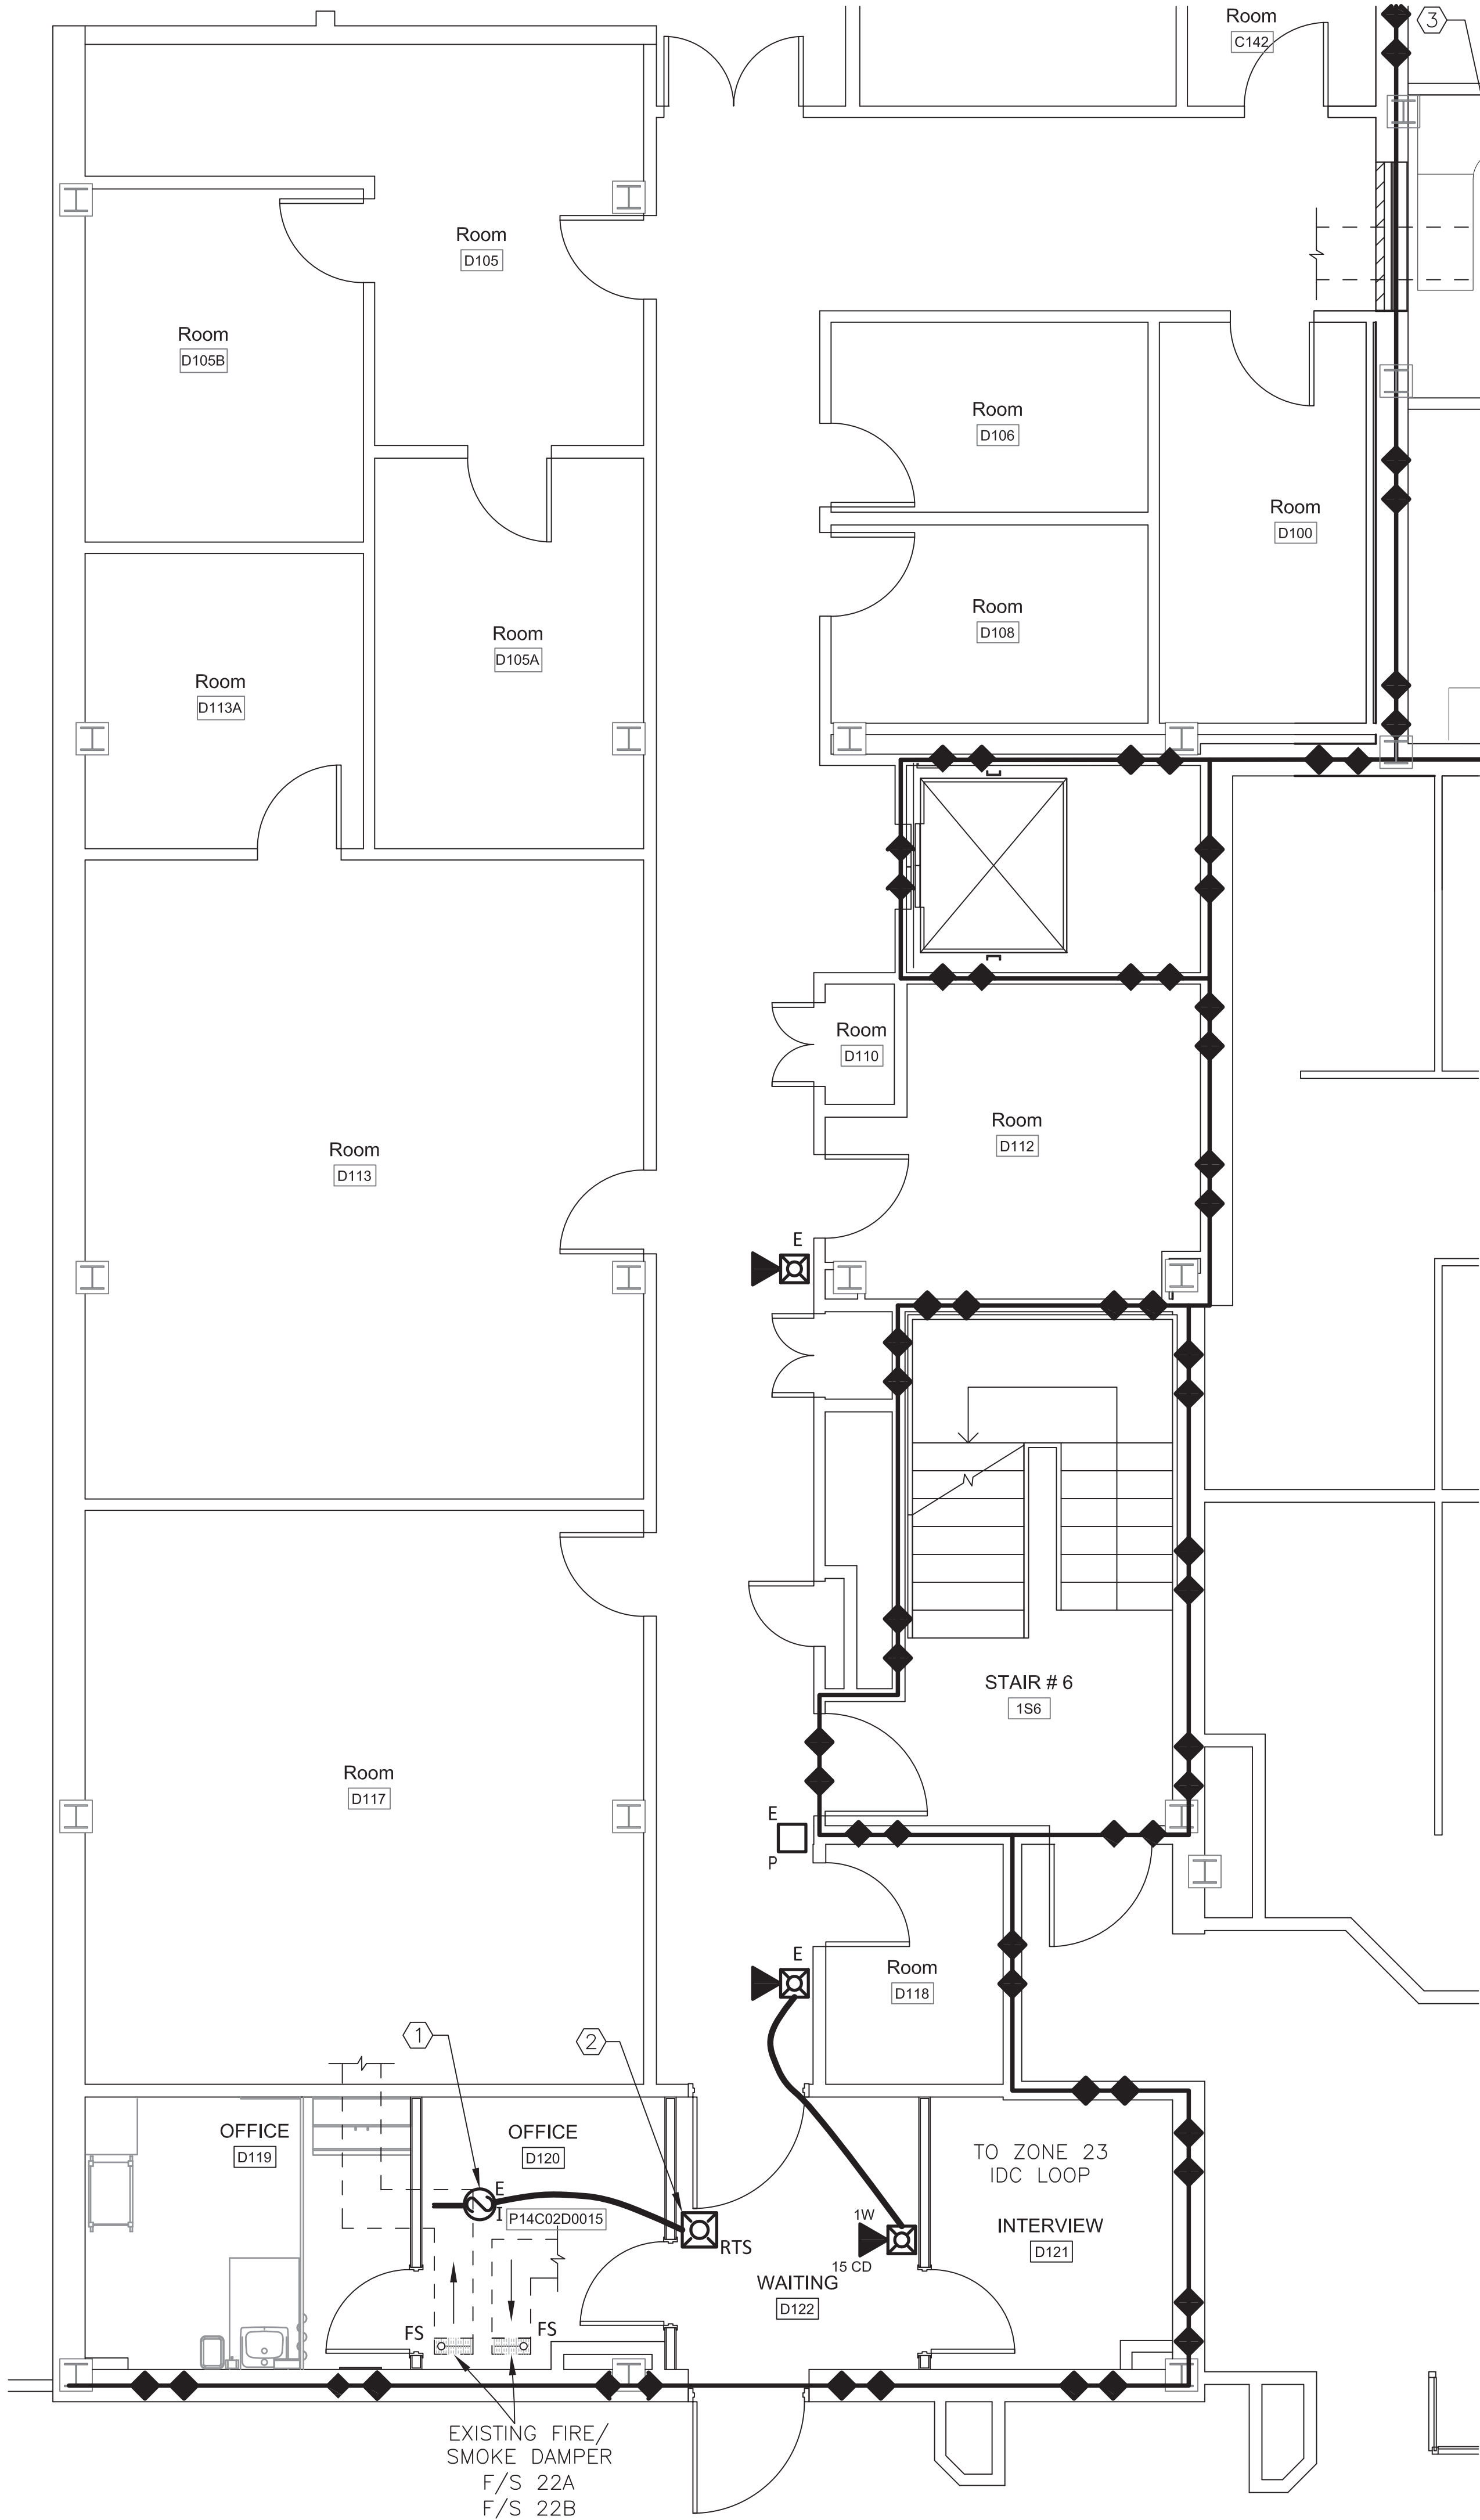 Room
C142
3
Room
D105
Room
D105B
Room
D106
Room
D100
Room
D108
Room
D105A
Room
D113A
Room
D110
Room
D112
Room
D113
E
STAIR # 6
1S6
Room
D117
E
P
E
Room
D118
1
2
OFFICE
D119
OFFICE
D120
TO ZONE 23
IDC LOOP
E
I
P14C02D0015
RTS
1W
15 CD
INTERVIEW
D121
WAITING
D122
FS
FS
EXISTING FIRE/
SMOKE DAMPER
F/S 22A
F/S 22B